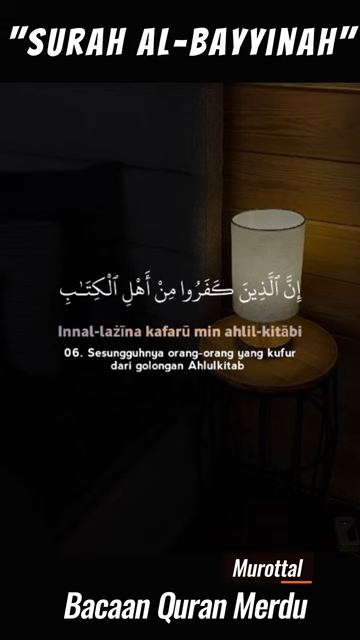 "SURAH AL-BAYYINAH"
إِنَّ ٱلَّذِينَ كَفَرُوا مِنْ أَهْلِ ٱلْكِتَـٰبِ
Innal-lażīna kafarū min ahlil-kitābi
06. Sesungguhnya orang-orang yang kufur
dari golongan Ahlulkitab
Murottal
Bacaan Quran Merdu